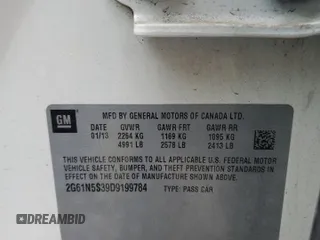 GM
MFD BY GENERAL MOTORS OF CANADA LTD.
01/13 GVWR GAWR FRT GAWR RR
2264 KG 1169 KG 1095 KG
4991 LB 2578 LB 2413 LB
THIS VEHICLE CONFORMS TO ALL APPLICABLE U.S. FEDERAL MOTOR
VEHICLE SAFETY, BUMPER, AND THEFT PREVENTION STANDARDS IN
EFFECT ON THE DATE OF MANUFACTURE SHOWN ABOVE.
2G61N5S39D9199784 TYPE: PASS CAR
DREAMBID